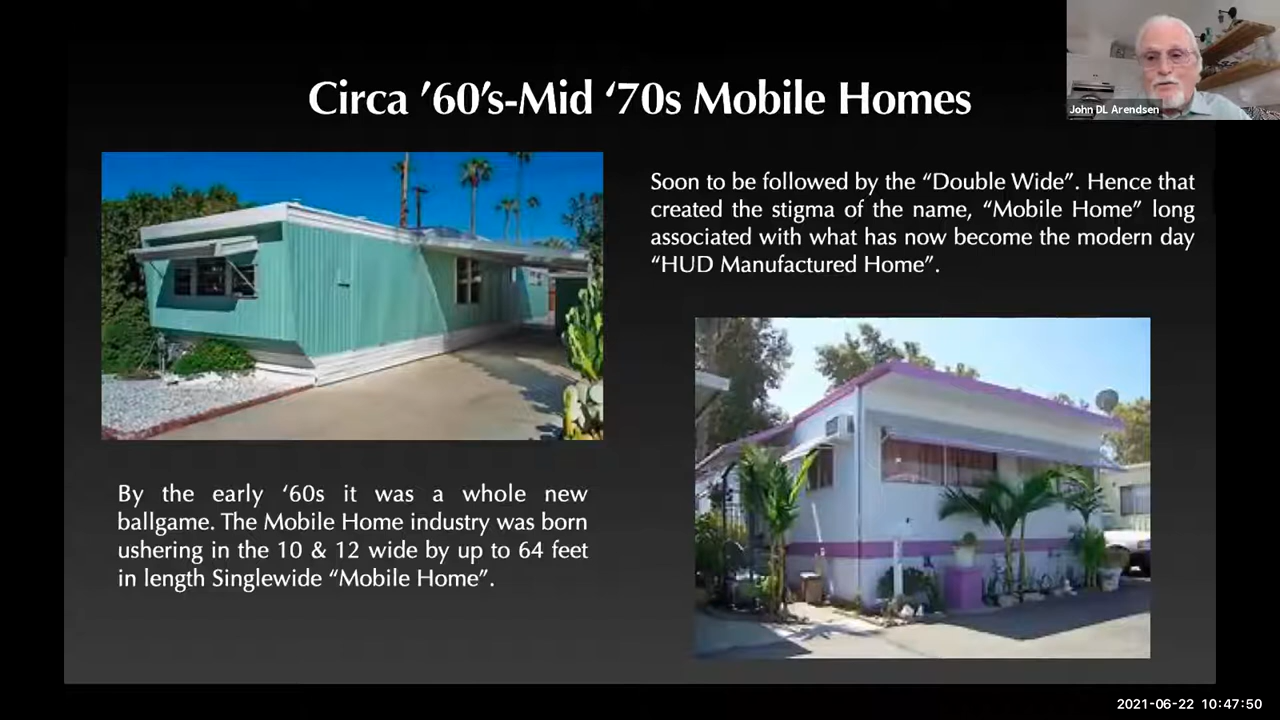 Circa ’60’s-Mid ‘70s Mobile Homes
John DL Arendsen
Soon to be followed by the “Double Wide”. Hence that
created the stigma of the name, “Mobile Home” long
associated with what has now become the modern day
“HUD Manufactured Home”.
By the early ‘60s it was a whole new
ballgame. The Mobile Home industry was born
ushering in the 10 & 12 wide by up to 64 feet
in length Singlewide “Mobile Home”.
2021-06-22 10:47:50